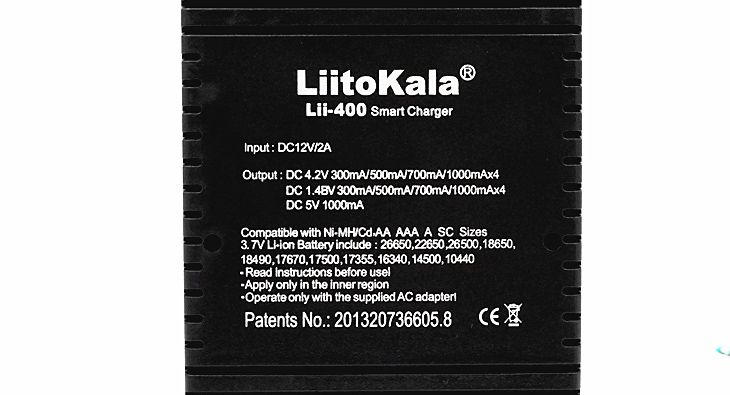 LiitoKala®
Lii-400 Smart Charger
Input : DC12V/2A
Output : DC 4.2V 300mA/500mA/700mA/1000mAx4
DC 1.48V 300mA/500mA/700mA/1000mAx4
DC 5V 1000mA
Compatible with Ni-MH/Cd-AA AAA A SC Sizes
3.7V Li-ion Battery include : 26650,22650,26500,18650,
18490,17670,17500,17355,16340,14500,10440
•Read instructions before use!
•Apply only in the inner region
•Operate only with the supplied AC adapter!
Patents No.: 201320736605.8 CE